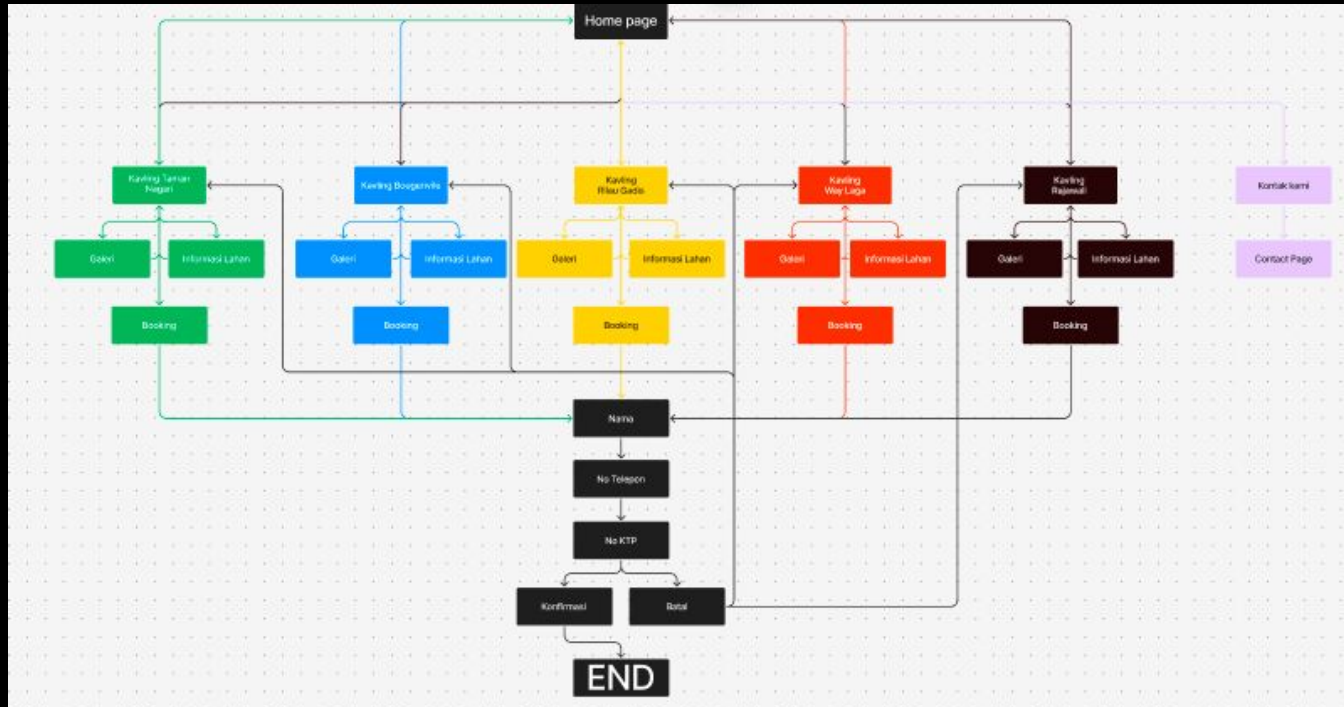 Home page
Kavling Taman
Nagari
Kavling Bougenvile
Kavling
Rilau Gadis
Kavling
Way Laga
Kavling
Rajawali
Kontak kami
Galeri
Informasi Lahan
Galeri
Informasi Lahan
Galeri
Informasi Lahan
Galeri
Informasi Lahan
Galeri
Informasi Lahan
Contact Page
Booking
Booking
Booking
Booking
Booking
Nama
No Telepon
No KTP
Konfirmasi
Batal
END